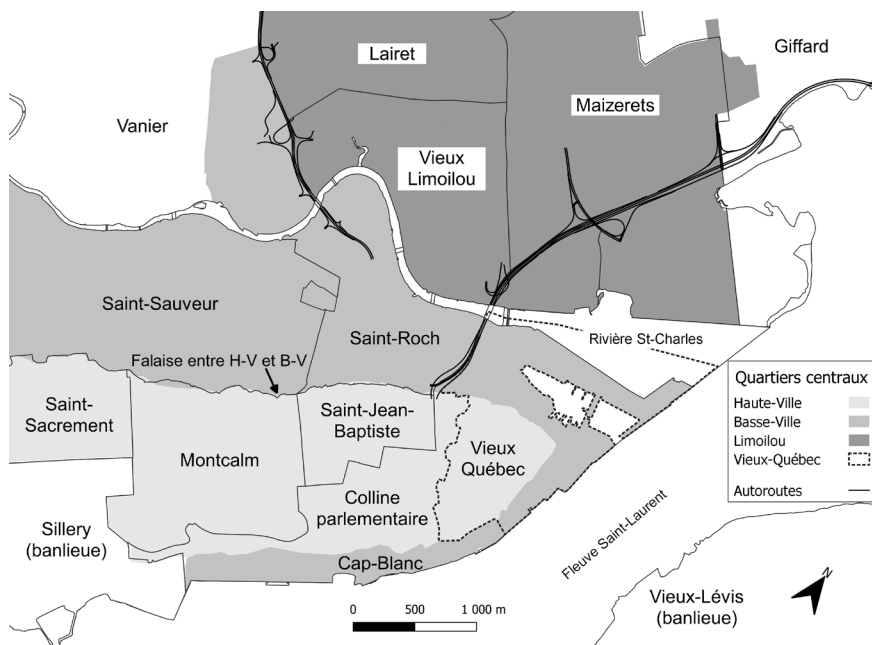 Lairet
Giffard
Maizerets
Vanier
Vieux
Limoilou
Saint-Sauveur
Saint-Roch
Rivière St-Charles
Falaise entre H-V et B-V
Quartiers centraux
Haute-Ville
Basse-Ville
Limoilou
Vieux-Québec
Autoroutes
Saint-
Sacrement
Saint-Jean-
Baptiste
Montcalm
Vieux
Québec
Colline
parlementaire
Sillery
(banlieue)
Cap-Blanc
Fleuve Saint-Laurent
Vieux-Lévis
(banlieue)
N
0 500 1 000 m